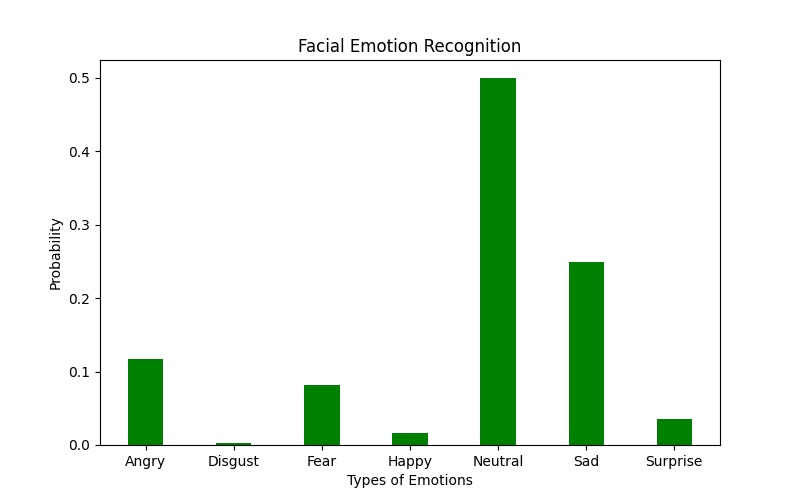 Facial Emotion Recognition
0.5
0.4
0.3
0.2
0.1
0.0
Probability
Angry Disgust Fear Happy Neutral Sad Surprise
Types of Emotions